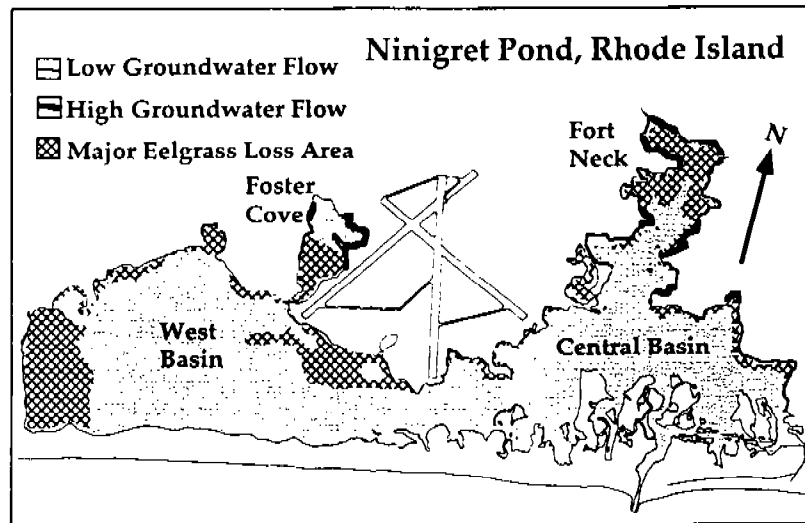 Ninigret Pond, Rhode Island
Low Groundwater Flow
High Groundwater Flow
Major Eelgrass Loss Area
Foster
Cove
Fort
Neck
N
West
Basin
Central Basin